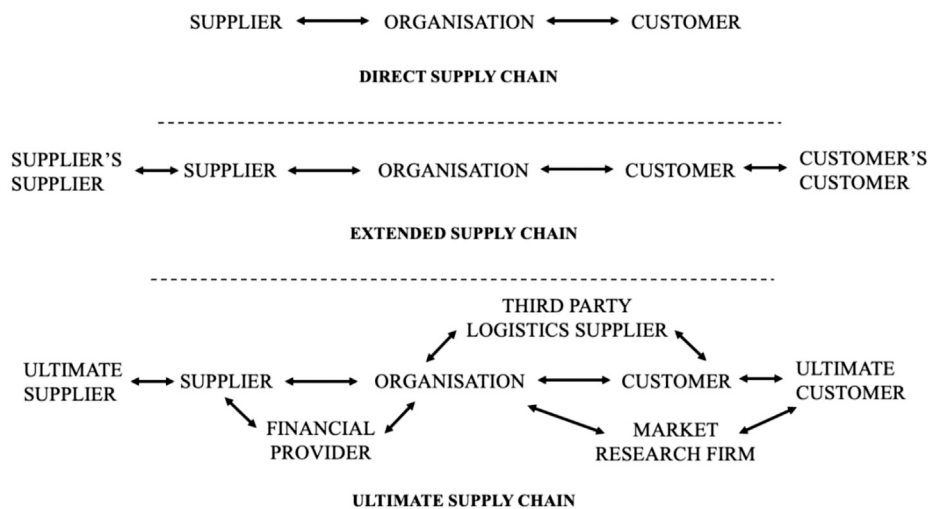 SUPPLIER ORGANISATION CUSTOMER
DIRECT SUPPLY CHAIN
SUPPLIER'S
SUPPLIER
SUPPLIER ORGANISATION CUSTOMER
CUSTOMER'S
CUSTOMER
EXTENDED SUPPLY CHAIN
THIRD PARTY
LOGISTICS SUPPLIER
ULTIMATE
SUPPLIER
SUPPLIER ORGANISATION CUSTOMER
ULTIMATE
CUSTOMER
FINANCIAL
PROVIDER
MARKET
RESEARCH FIRM
ULTIMATE SUPPLY CHAIN